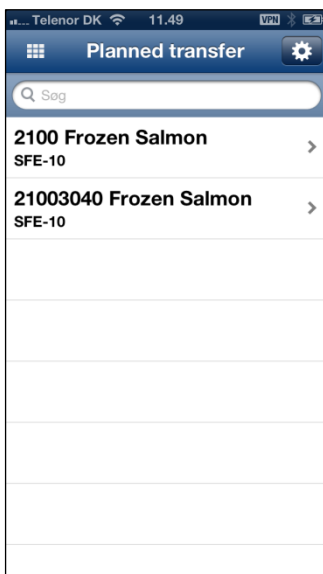 Telenor DK 11.49 VPN
Planned transfer
Søg
2100 Frozen Salmon
SFE-10
21003040 Frozen Salmon
SFE-10